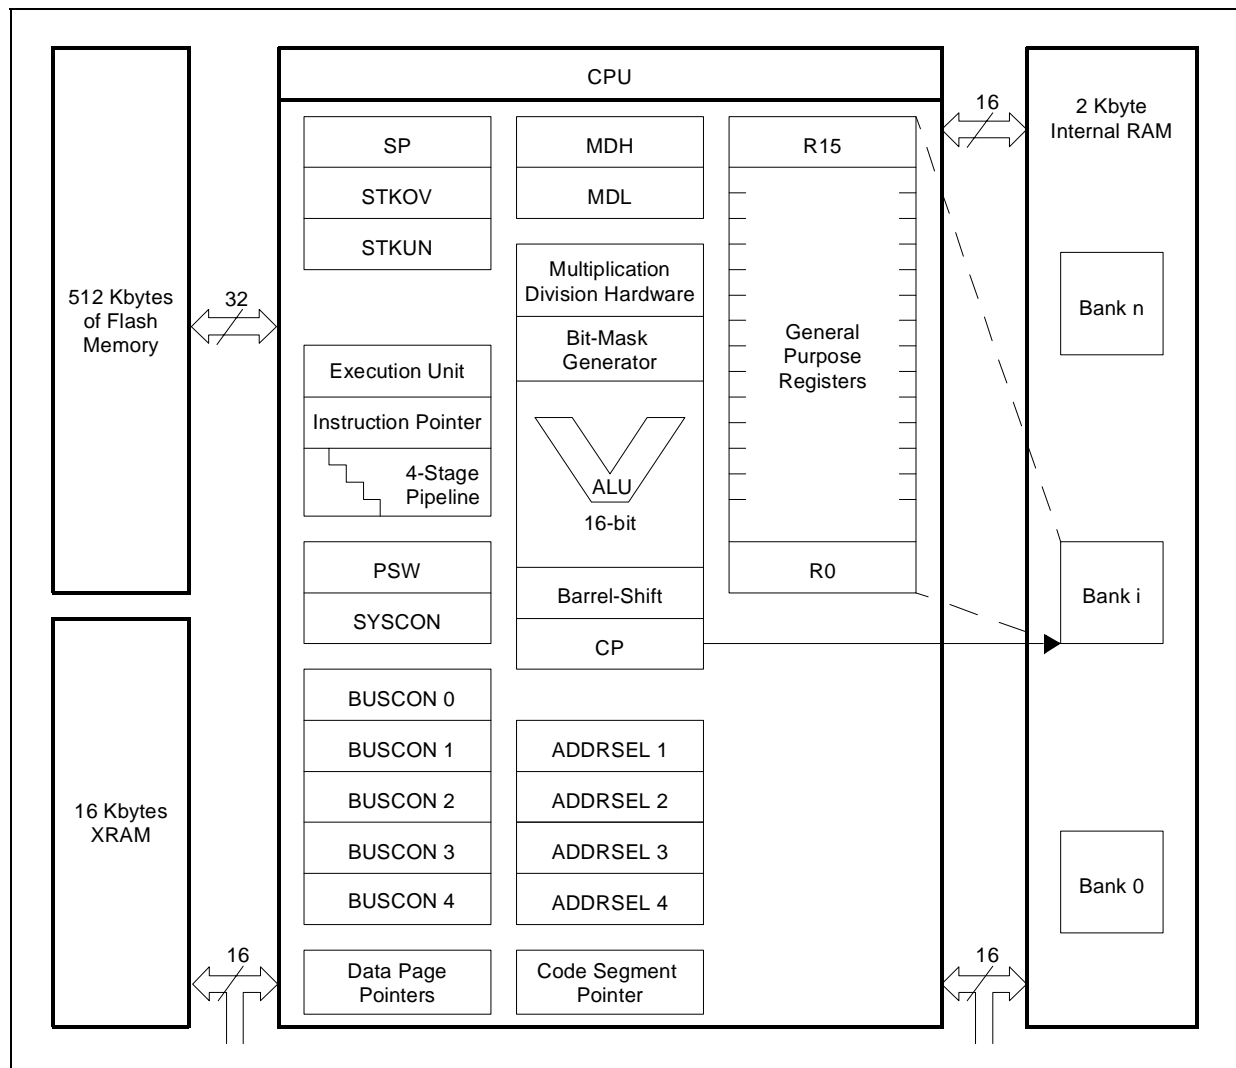 CPU
512 Kbytes
of Flash
Memory
32
16 Kbytes
XRAM
16
SP
STKOV
STKUN
Execution Unit
Instruction Pointer
4-Stage
Pipeline
PSW
SYSCON
BUSCON 0
BUSCON 1
BUSCON 2
BUSCON 3
BUSCON 4
Data Page
Pointers
MDH
MDL
Multiplication
Division Hardware
Bit-Mask
Generator
ALU
16-bit
Barrel-Shift
CP
ADDRSEL 1
ADDRSEL 2
ADDRSEL 3
ADDRSEL 4
Code Segment
Pointer
R15
General
Purpose
Registers
R0
16
2 Kbyte
Internal RAM
Bank n
Bank i
Bank 0
16